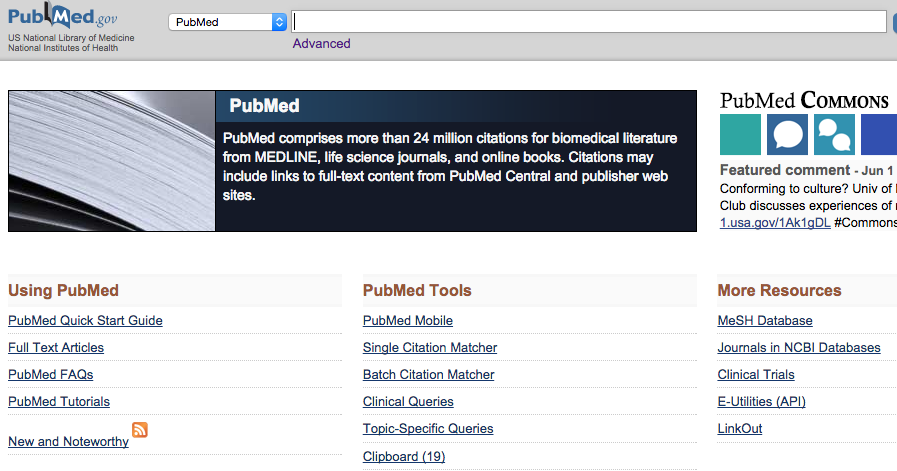 PubMed.gov
US National Library of Medicine
National Institutes of Health
PubMed
Advanced
PubMed
PubMed comprises more than 24 million citations for biomedical literature
from MEDLINE, life science journals, and online books. Citations may
include links to full-text content from PubMed Central and publisher web
sites.
PubMed COMMONS
Featured comment - Jun 1
Conforming to culture? Univ of
Club discusses experiences of
1.usa.gov/1Ak1gDL #Commons
Using PubMed
PubMed Quick Start Guide
Full Text Articles
PubMed FAQs
PubMed Tutorials
New and Noteworthy
PubMed Tools
PubMed Mobile
Single Citation Matcher
Batch Citation Matcher
Clinical Queries
Topic-Specific Queries
Clipboard (19)
More Resources
MeSH Database
Journals in NCBI Databases
Clinical Trials
E-Utilities (API)
LinkOut